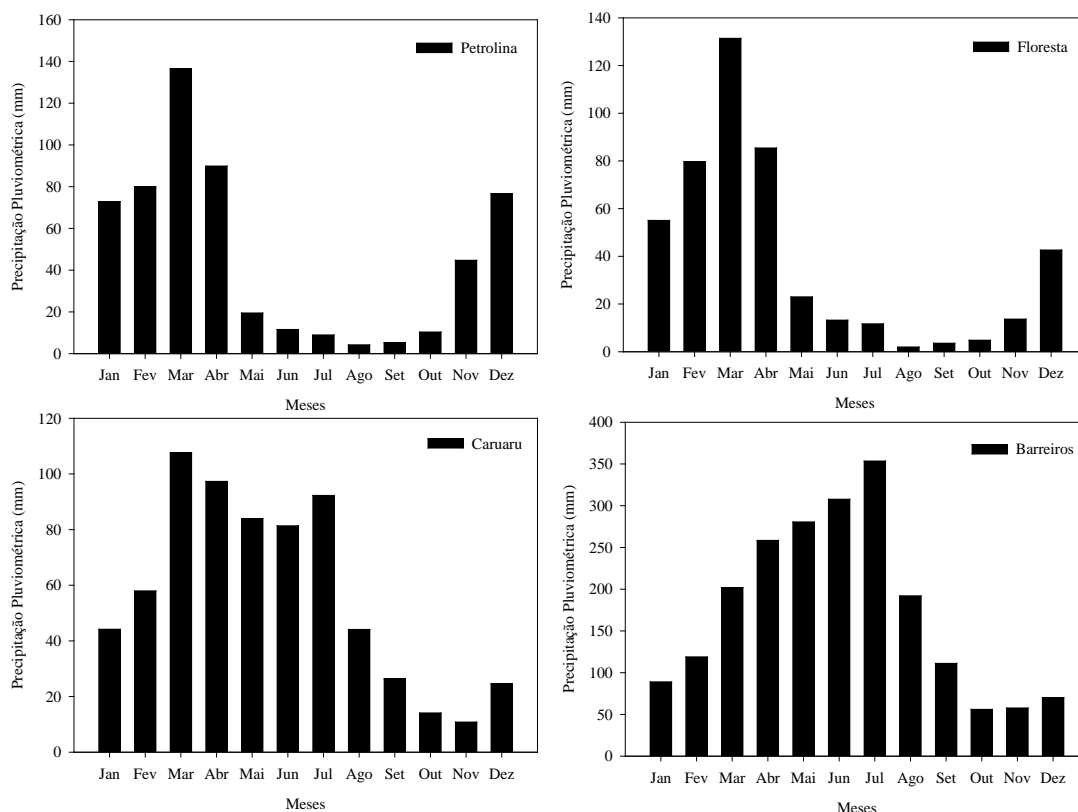 Petrolina
Precipitação Pluviométrica (mm)
160
140
120
100
80
60
40
20
0
Jan Fev Mar Abr Mai Jun Jul Ago Set Out Nov Dez
Meses
Floresta
Precipitação Pluviométrica (mm)
140
120
100
80
60
40
20
0
Jan Fev Mar Abr Mai Jun Jul Ago Set Out Nov Dez
Meses
Caruaru
Precipitação Pluviométrica (mm)
120
100
80
60
40
20
0
Jan Fev Mar Abr Mai Jun Jul Ago Set Out Nov Dez
Meses
Barreiros
Precipitação Pluviométrica (mm)
400
350
300
250
200
150
100
50
0
Jan Fev Mar Abr Mai Jun Jul Ago Set Out Nov Dez
Meses